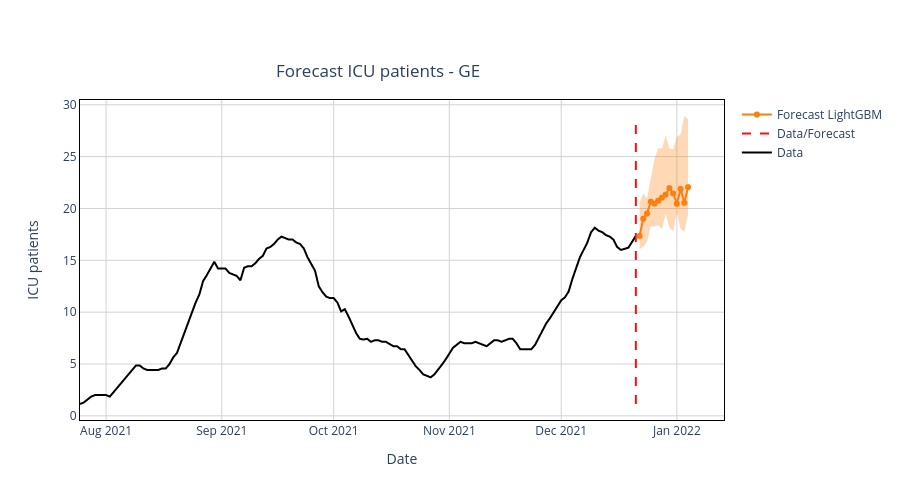 Forecast ICU patients - GE
Forecast LightGBM
Data/Forecast
Data
ICU patients
30
25
20
15
10
5
0
Aug 2021
Sep 2021
Oct 2021
Nov 2021
Dec 2021
Jan 2022
Date